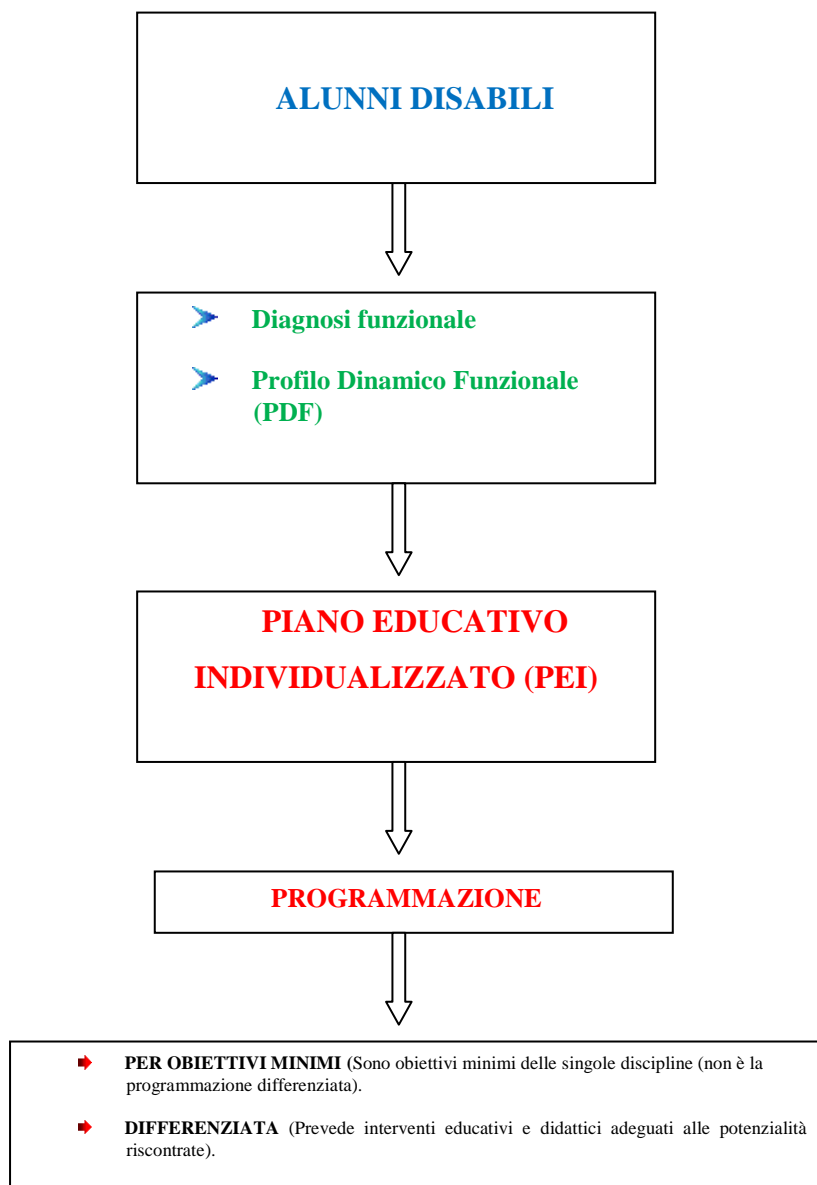 ALUNNI DISABILI
Diagnosi funzionale
Profilo Dinamico Funzionale
(PDF)
PIANO EDUCATIVO
INDIVIDUALIZZATO (PEI)
PROGRAMMAZIONE
PER OBIETTIVI MINIMI (Sono obiettivi minimi delle singole discipline (non è la
programmazione differenziata).
DIFFERENZIATA (Prevede interventi educativi e didattici adeguati alle potenzialità
riscontrate).